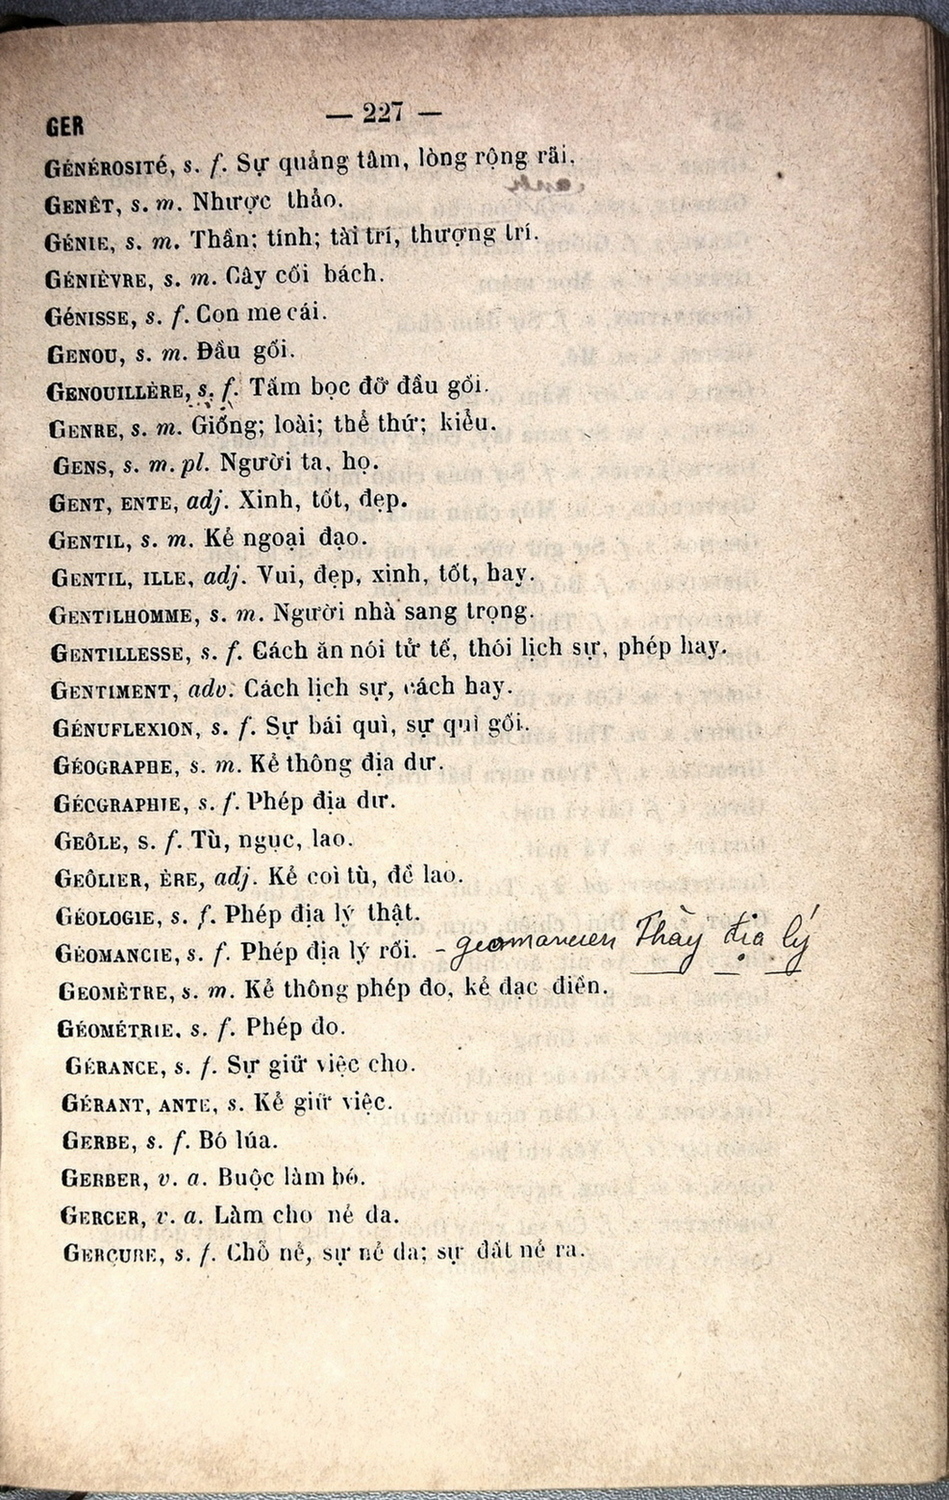 GER
— 227 —
GÉNÉROSITÉ, s. f. Sự quảng tâm, lòng rộng rãi.
GENÊT, s. m. Nhược thảo.
GÉNIE, s. m. Thần; tính; tài trí, thượng trí.
GÉNIÈVRE, s. m. Cây cối bách.
GÉNISSE, s. f. Con me cái.
GENOU, s. m. Đầu gối.
GENOUILLÈRE, s. f. Tấm bọc đỡ đầu gối.
GENRE, s. m. Giống; loài; thể thứ; kiểu.
GENS, s. m. pl. Người ta, họ.
GENT, ENTE, adj. Xinh, tốt, đẹp.
GENTIL, s. m. Kẻ ngoại đạo.
GENTIL, ILLE, adj. Vui, đẹp, xinh, tốt, hay.
GENTILHOMME, s. m. Người nhà sang trọng.
GENTILLESSE, s. f. Cách ăn nói tử tế, thói lịch sự, phép hay.
GENTIMENT, adv. Cách lịch sự, cách hay.
GÉNUFLEXION, s. f. Sự bái quì, sự quì gối.
GÉOGRAPHE, s. m. Kẻ thông địa dư.
GÉOGRAPHIE, s. f. Phép địa dư.
GEÔLE, s. f. Tù, ngục, lao.
GEÔLIER, ÈRE, adj. Kẻ coi tù, đề lao.
GÉOLOGIE, s. f. Phép địa lý thật.
GÉOMANCIE, s. f. Phép địa lý rối. - geomancien Thầy địa lý
GEOMÈTRE, s. m. Kẻ thông phép đo, kẻ đạc điền.
GÉOMÉTRIE, s. f. Phép đo.
GÉRANCE, s. f. Sự giữ việc cho.
GÉRANT, ANTE, s. Kẻ giữ việc.
GERBE, s. f. Bó lúa.
GERBER, v. a. Buộc làm bó.
GERCER, v. a. Làm cho nẻ da.
GERÇURE, s. f. Chỗ nẻ, sự nẻ da; sự đất nẻ ra.